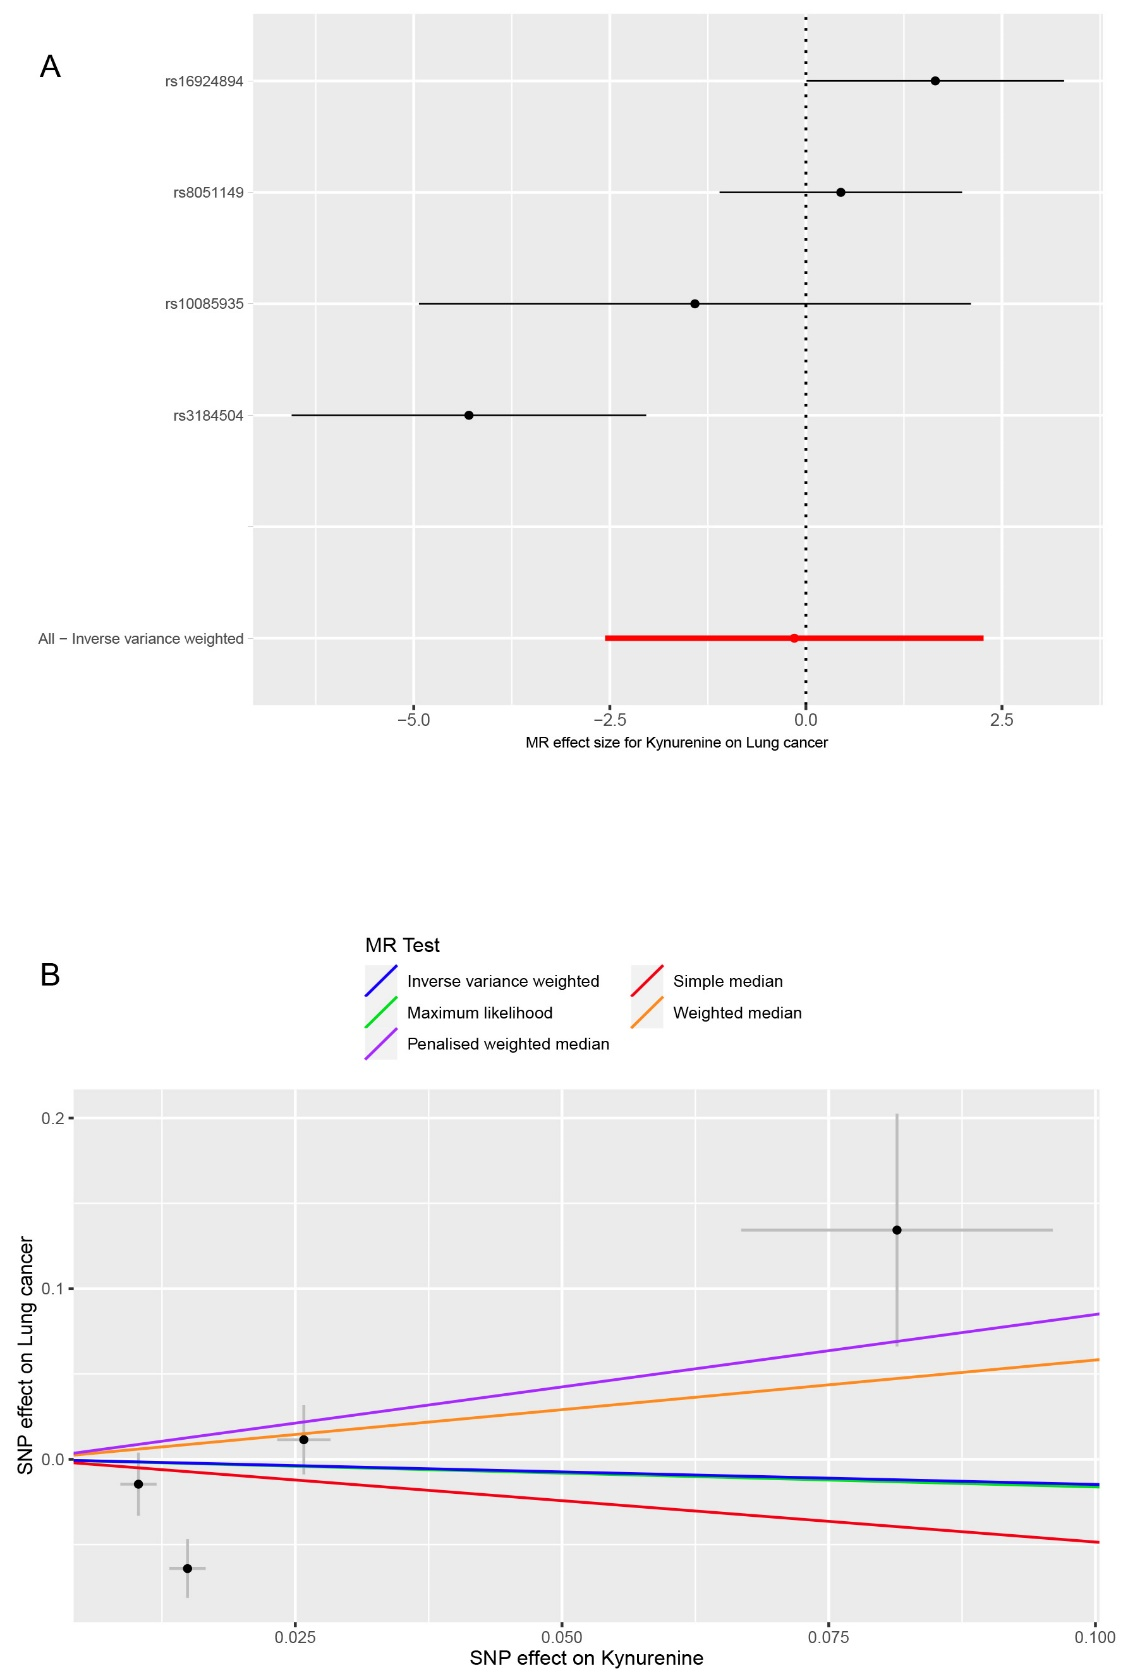 A
rs16924894
rs8051149
rs10085935
rs3184504
All − Inverse variance weighted
−5.0 −2.5 0.0 2.5
MR effect size for Kynurenine on Lung cancer
B
MR Test
Inverse variance weighted Simple median
Maximum likelihood Weighted median
Penalised weighted median
SNP effect on Lung cancer
0.2
0.1
0.0
0.025 0.050 0.075 0.100
SNP effect on Kynurenine